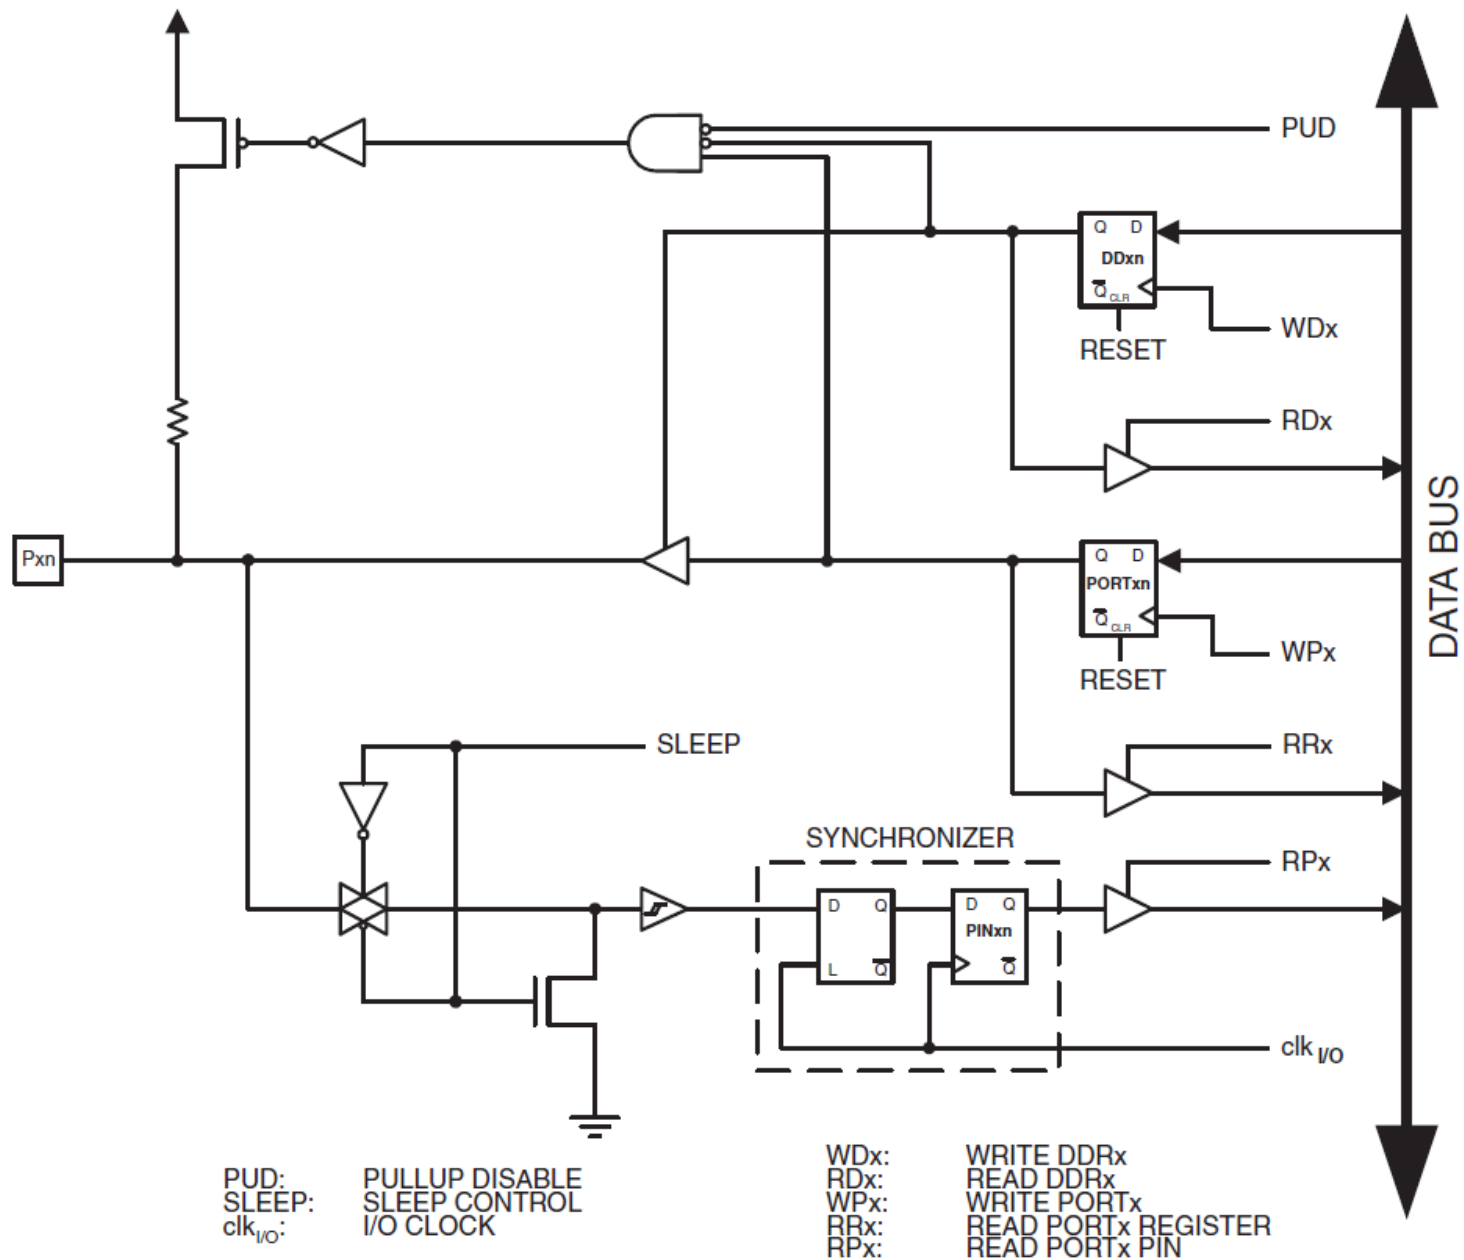 PUD
Q D
DDxn
Q CLR
WDx
RESET
RDx
DATA BUS
Pxn
Q D
PORTxn
Q CLR
WPx
RESET
SLEEP
RRx
SYNCHRONIZER
RPx
D Q
L Q
D Q
PINxn
Q
clk I/O
PUD: PULLUP DISABLE
SLEEP: SLEEP CONTROL
clkI/O: I/O CLOCK
WDx: WRITE DDRx
RDx: READ DDRx
WPx: WRITE PORTx
RRx: READ PORTx REGISTER
RPx: READ PORTx PIN